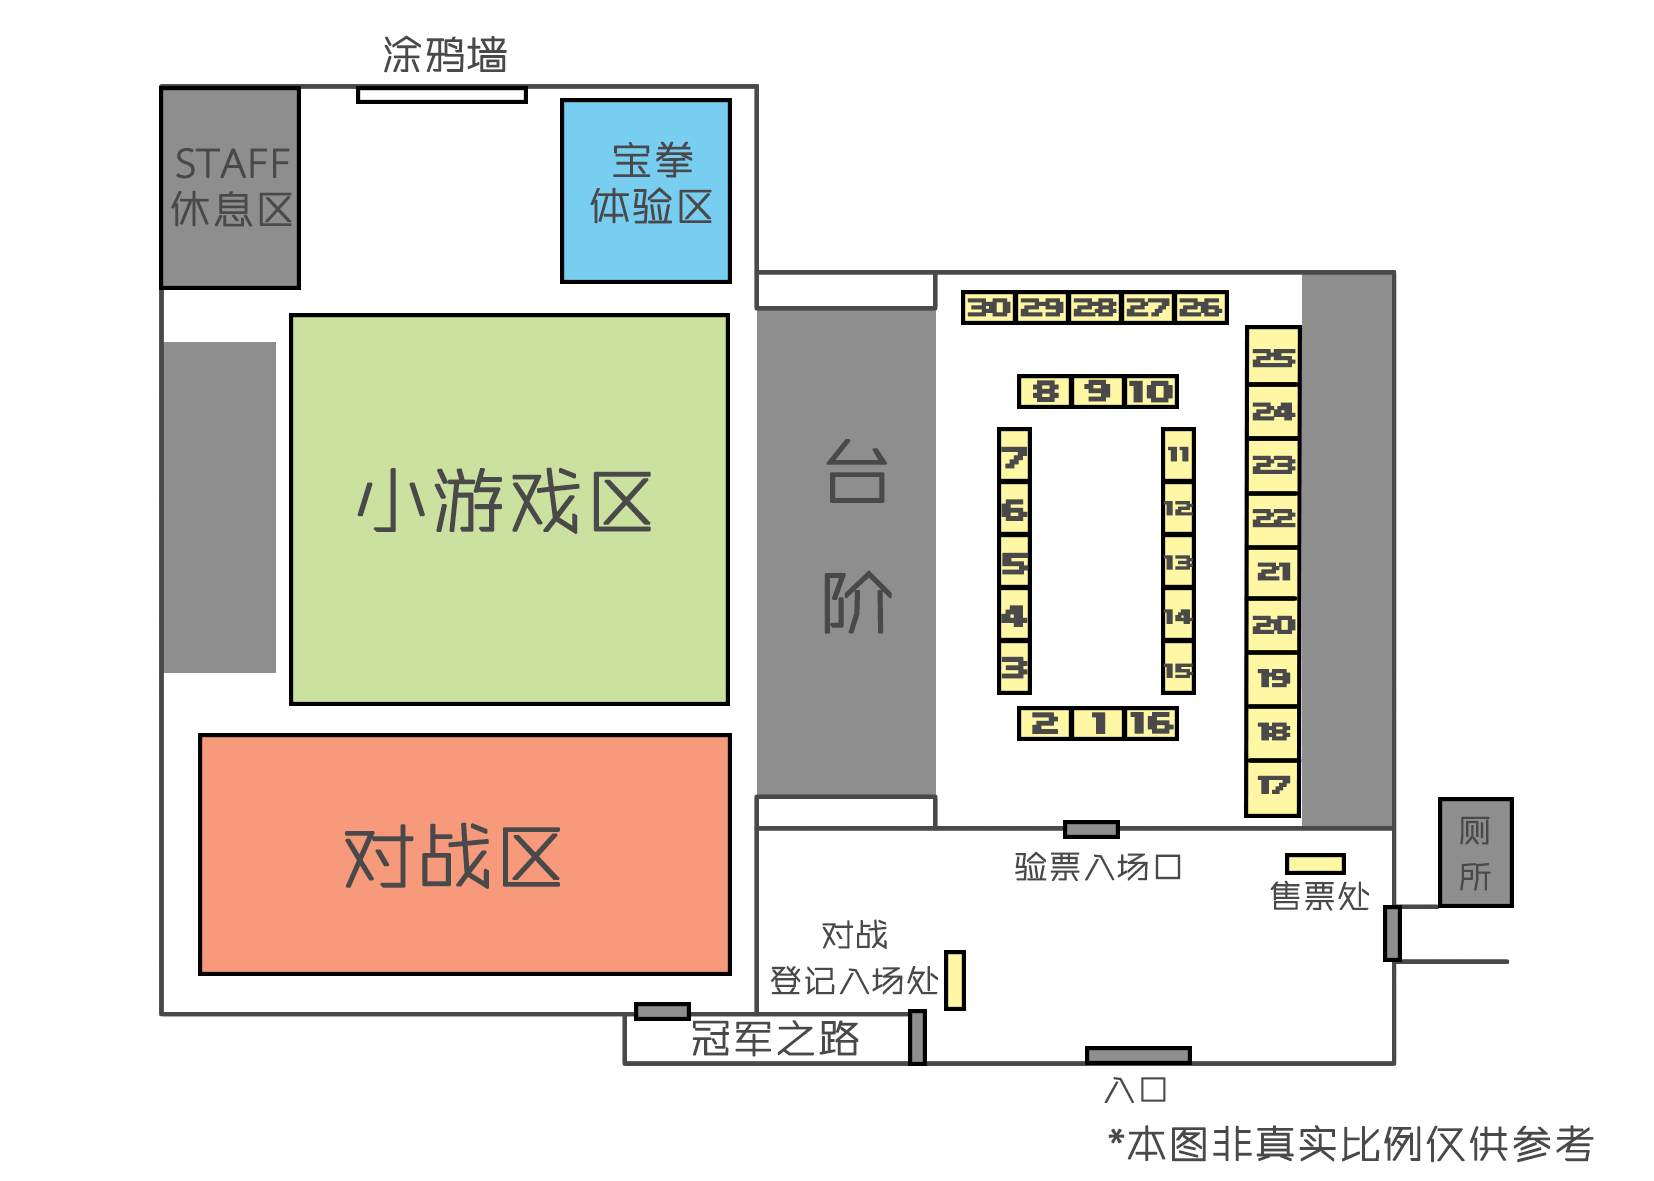 涂鸦墙
STAFF
休息区
宝拳
体验区
小游戏区
对战区
台
阶
30 29 28 27 26
8 9 10
7
6
5
4
3
11
12
13
14
15
2 1 16
25
24
23
22
21
20
19
18
17
验票入场口
售票处
厕
所
对战
登记入场处
冠军之路
入口
*本图非真实比例仅供参考